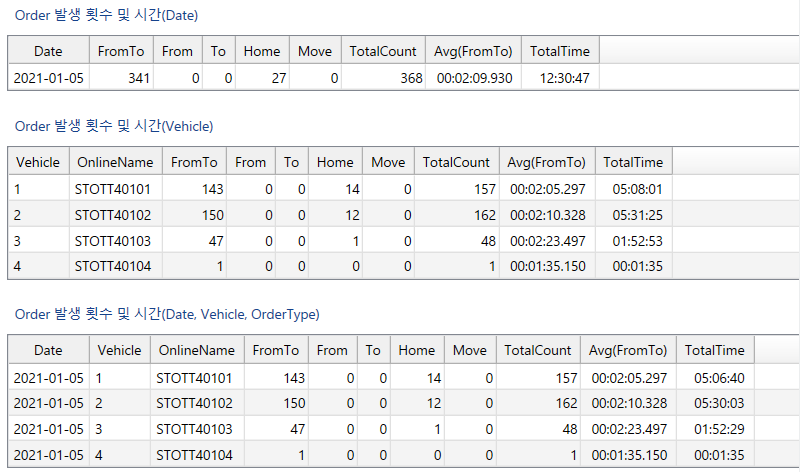 Order 발생 횟수 및 시간(Date)
Date FromTo From To Home Move TotalCount Avg(FromTo) TotalTime
2021-01-05 341 0 0 27 0 368 00:02:09.930 12:30:47
Order 발생 횟수 및 시간(Vehicle)
Vehicle OnlineName FromTo From To Home Move TotalCount Avg(FromTo) TotalTime
1 STOTT40101 143 0 0 14 0 157 00:02:05.297 05:08:01
2 STOTT40102 150 0 0 12 0 162 00:02:10.328 05:31:25
3 STOTT40103 47 0 0 1 0 48 00:02:23.497 01:52:53
4 STOTT40104 1 0 0 0 0 1 00:01:35.150 00:01:35
Order 발생 횟수 및 시간(Date, Vehicle, OrderType)
Date Vehicle OnlineName FromTo From To Home Move TotalCount Avg(FromTo) TotalTime
2021-01-05 1 STOTT40101 143 0 0 14 0 157 00:02:05.297 05:06:40
2021-01-05 2 STOTT40102 150 0 0 12 0 162 00:02:10.328 05:30:03
2021-01-05 3 STOTT40103 47 0 0 1 0 48 00:02:23.497 01:52:29
2021-01-05 4 STOTT40104 1 0 0 0 0 1 00:01:35.150 00:01:35